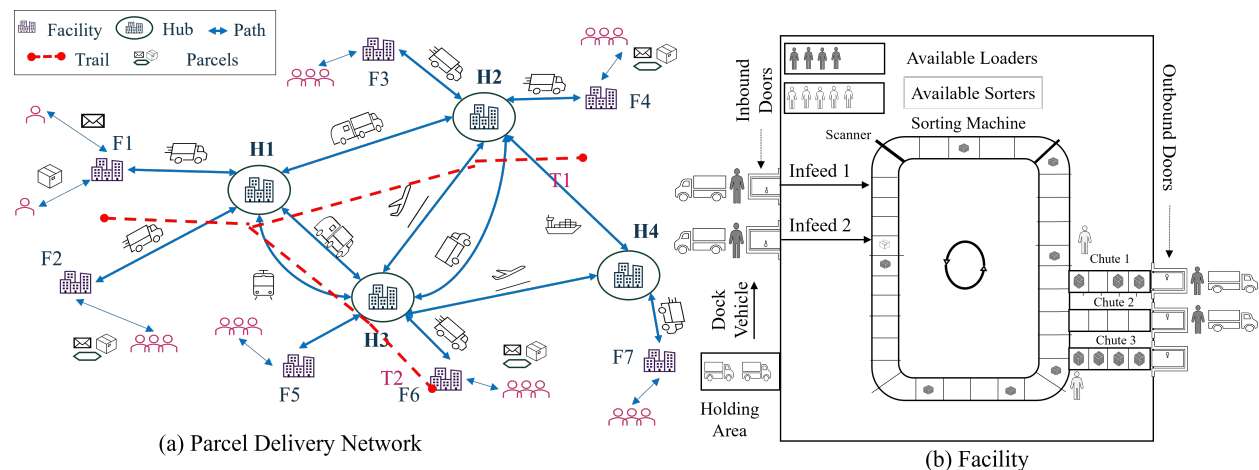 Facility Hub Path
Trail Parcels
F3
H2
F4
F1
H1
T1
H4
F2
H3
F7
F5
T2
F6
(a) Parcel Delivery Network
Available Loaders
Available Sorters
Sorting Machine
Inbound
Doors
Outbound Doors
Scanner
Infeed 1
Infeed 2
Chute 1
Chute 2
Chute 3
Dock
Vehicle
Holding
Area
(b) Facility